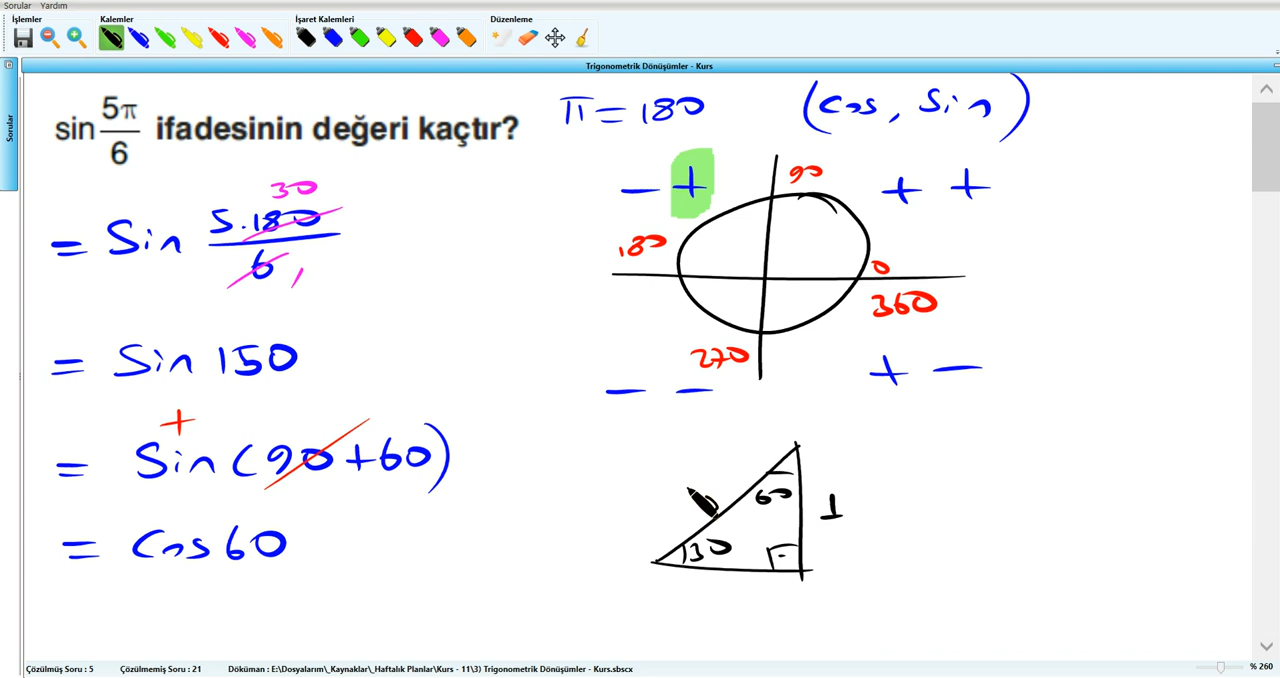 Sorular Yardım
İşlemler Kalemler İşaret Kalemleri Düzenleme
Trigonometrik Dönüşümler - Kurs
Sorular
sin 5π/6 ifadesinin değeri kaçtır?
π = 180 (cos, sin)
30
= Sin 5.180/6 1
= Sin 150
+
= Sin (90+60)
= Cos 60
- + + +
90
180 0
360
270
- - + -
60 1
30
Çözülmüş Soru : 5 Çözülmemiş Soru : 21 Döküman : E:\Dosyalarım\_Kaynaklar\_Haftalık Planlar\Kurs - 11\3) Trigonometrik Dönüşümler - Kurs.sbscx % 260